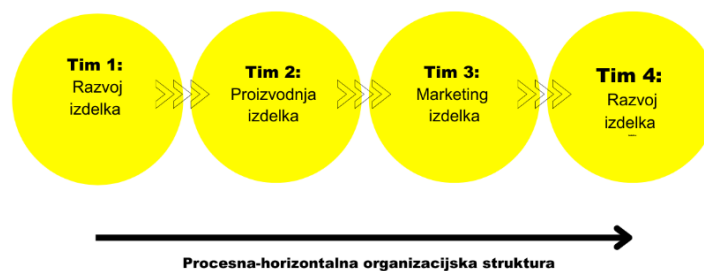 Tim 1:
Razvoj
izdelka
Tim 2:
Proizvodnja
izdelka
Tim 3:
Marketing
izdelka
Tim 4:
Razvoj
izdelka
Procesna-horizontalna organizacijska struktura